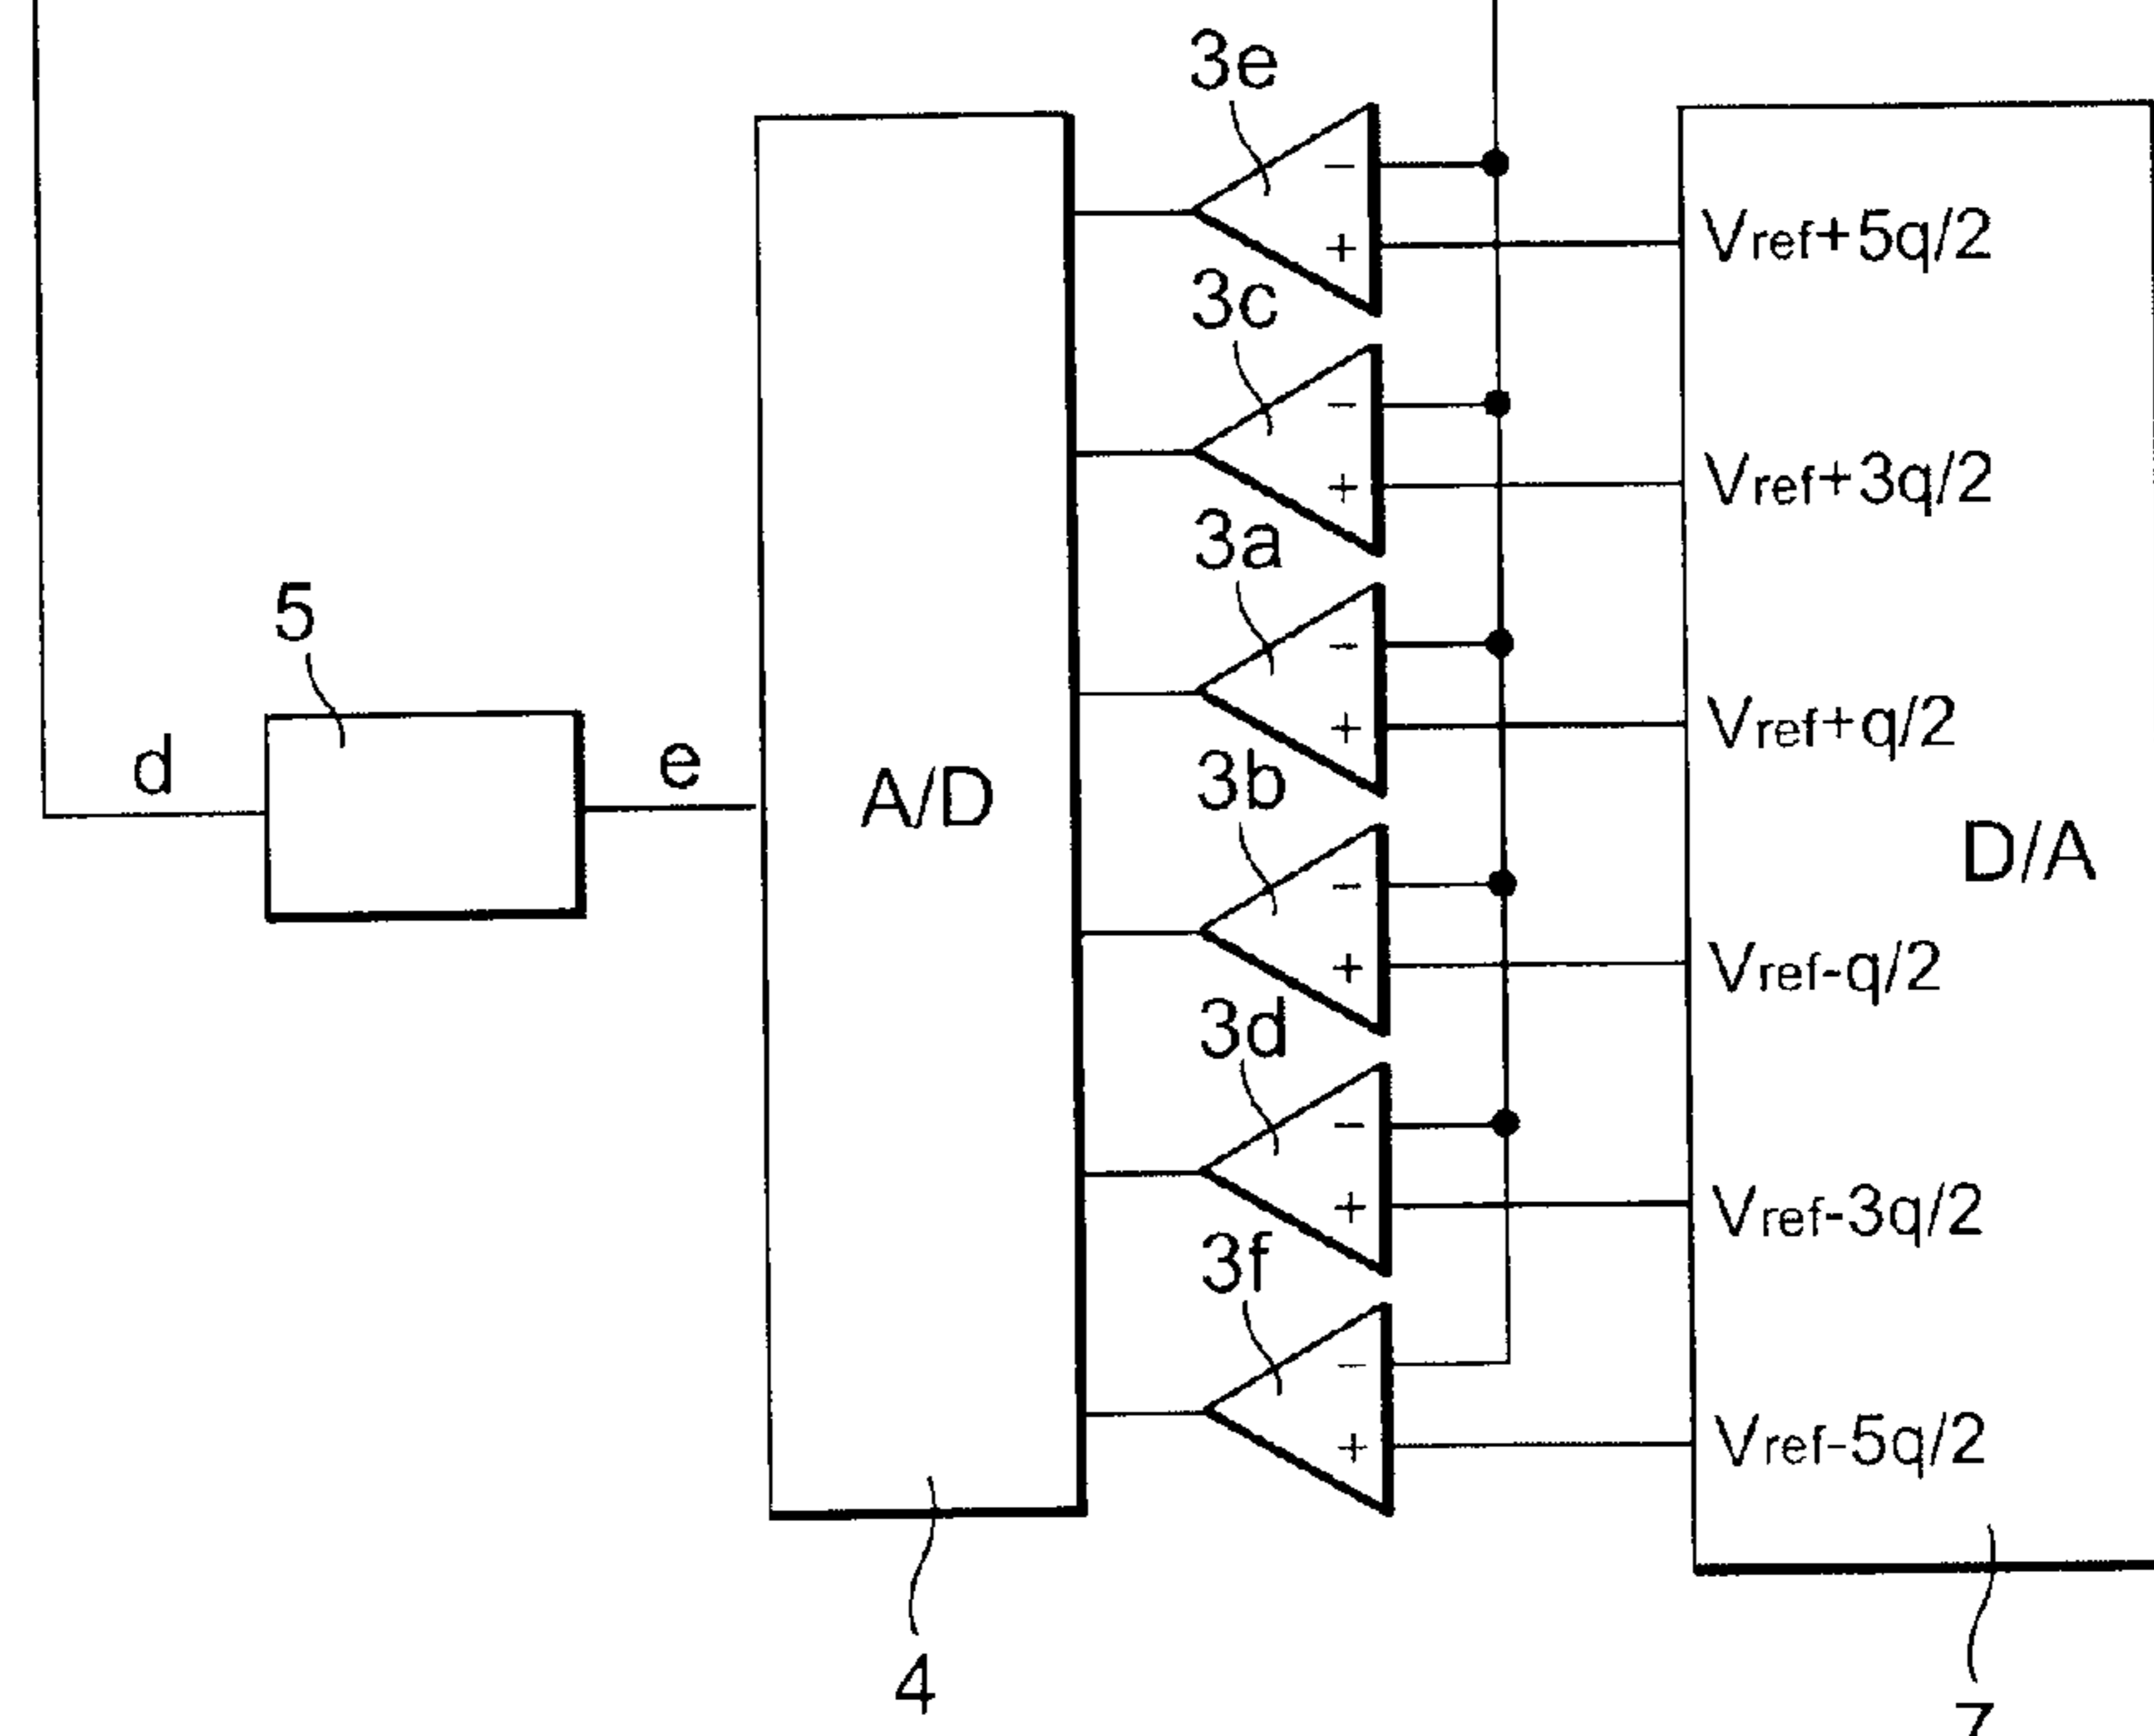 3e
−
+
Vref+5q/2
3c
−
+
Vref+3q/2
3a
−
+
Vref+q/2
5
d
e
A/D
3b
−
+
Vref-q/2
D/A
3d
−
+
Vref-3q/2
3f
−
+
Vref-5q/2
4
7